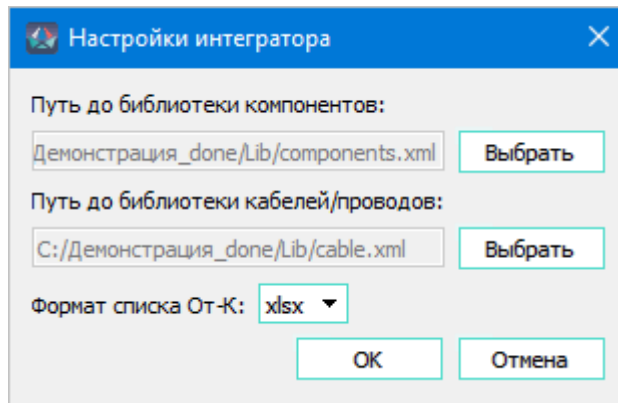 Настройки интегратора
Путь до библиотеки компонентов:
Демонстрация_done/Lib/components.xml Выбрать
Путь до библиотеки кабелей/проводов:
C:/Демонстрация_done/Lib/cable.xml Выбрать
Формат списка От-К: xlsx
OK Отмена